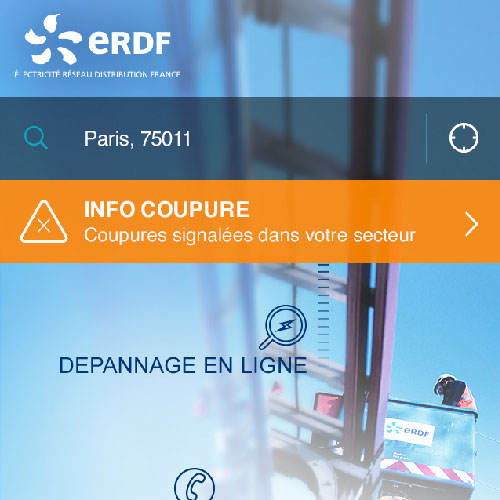 eRDF
ÉLECTRICITÉ RÉSEAU DISTRIBUTION FRANCE
Paris, 75011
INFO COUPURE
Coupures signalées dans votre secteur
DEPANNAGE EN LIGNE
eRDF